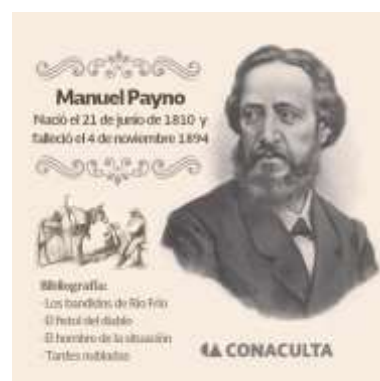 Manuel Payno
Nació el 21 de junio de 1810 y
falleció el 4 de noviembre 1894
Bibliografía:
-Los bandidos de Río Frío
-El fistol del diablo
-El hombre de la situación
-Tardes nubladas
CONACULTA